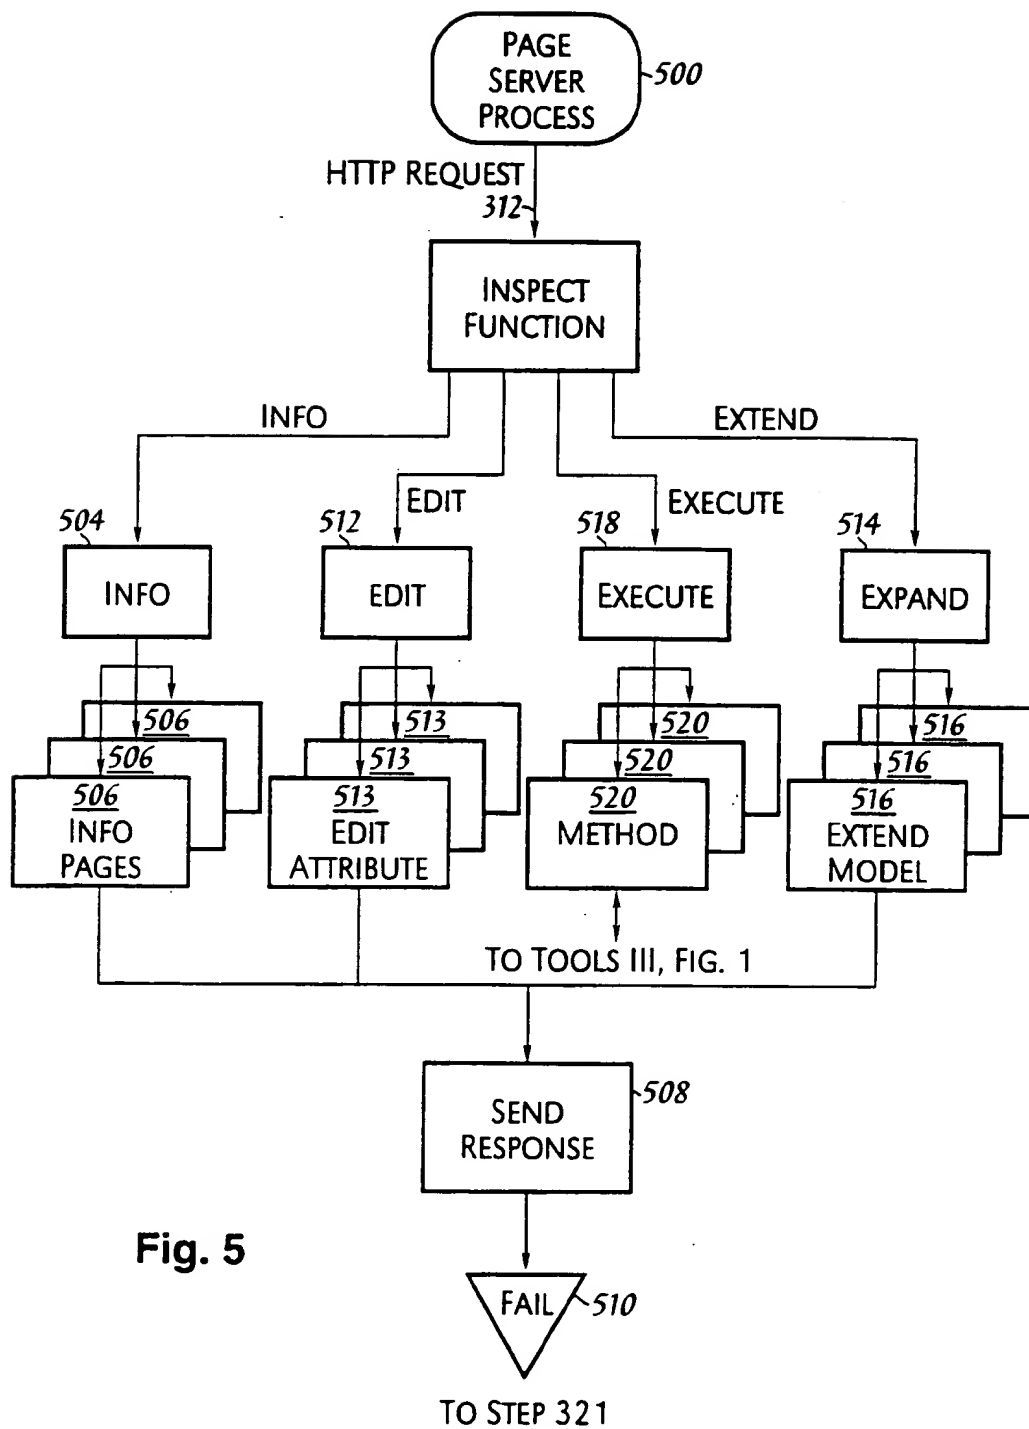 PAGE
SERVER
PROCESS
500
HTTP REQUEST
312
INSPECT
FUNCTION
INFO
EXTEND
EDIT
EXECUTE
504
512
518
514
INFO
EDIT
EXECUTE
EXPAND
506
513
520
516
506
513
520
516
506
INFO
PAGES
513
EDIT
ATTRIBUTE
520
METHOD
516
EXTEND
MODEL
TO TOOLS III, FIG. 1
SEND
RESPONSE
508
Fig. 5
FAIL
510
TO STEP 321